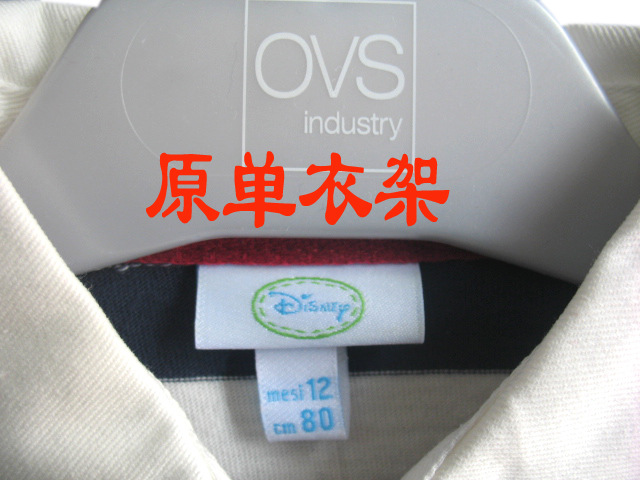 OVS
industry
原单衣架
Disney
mesi 12
cm 80